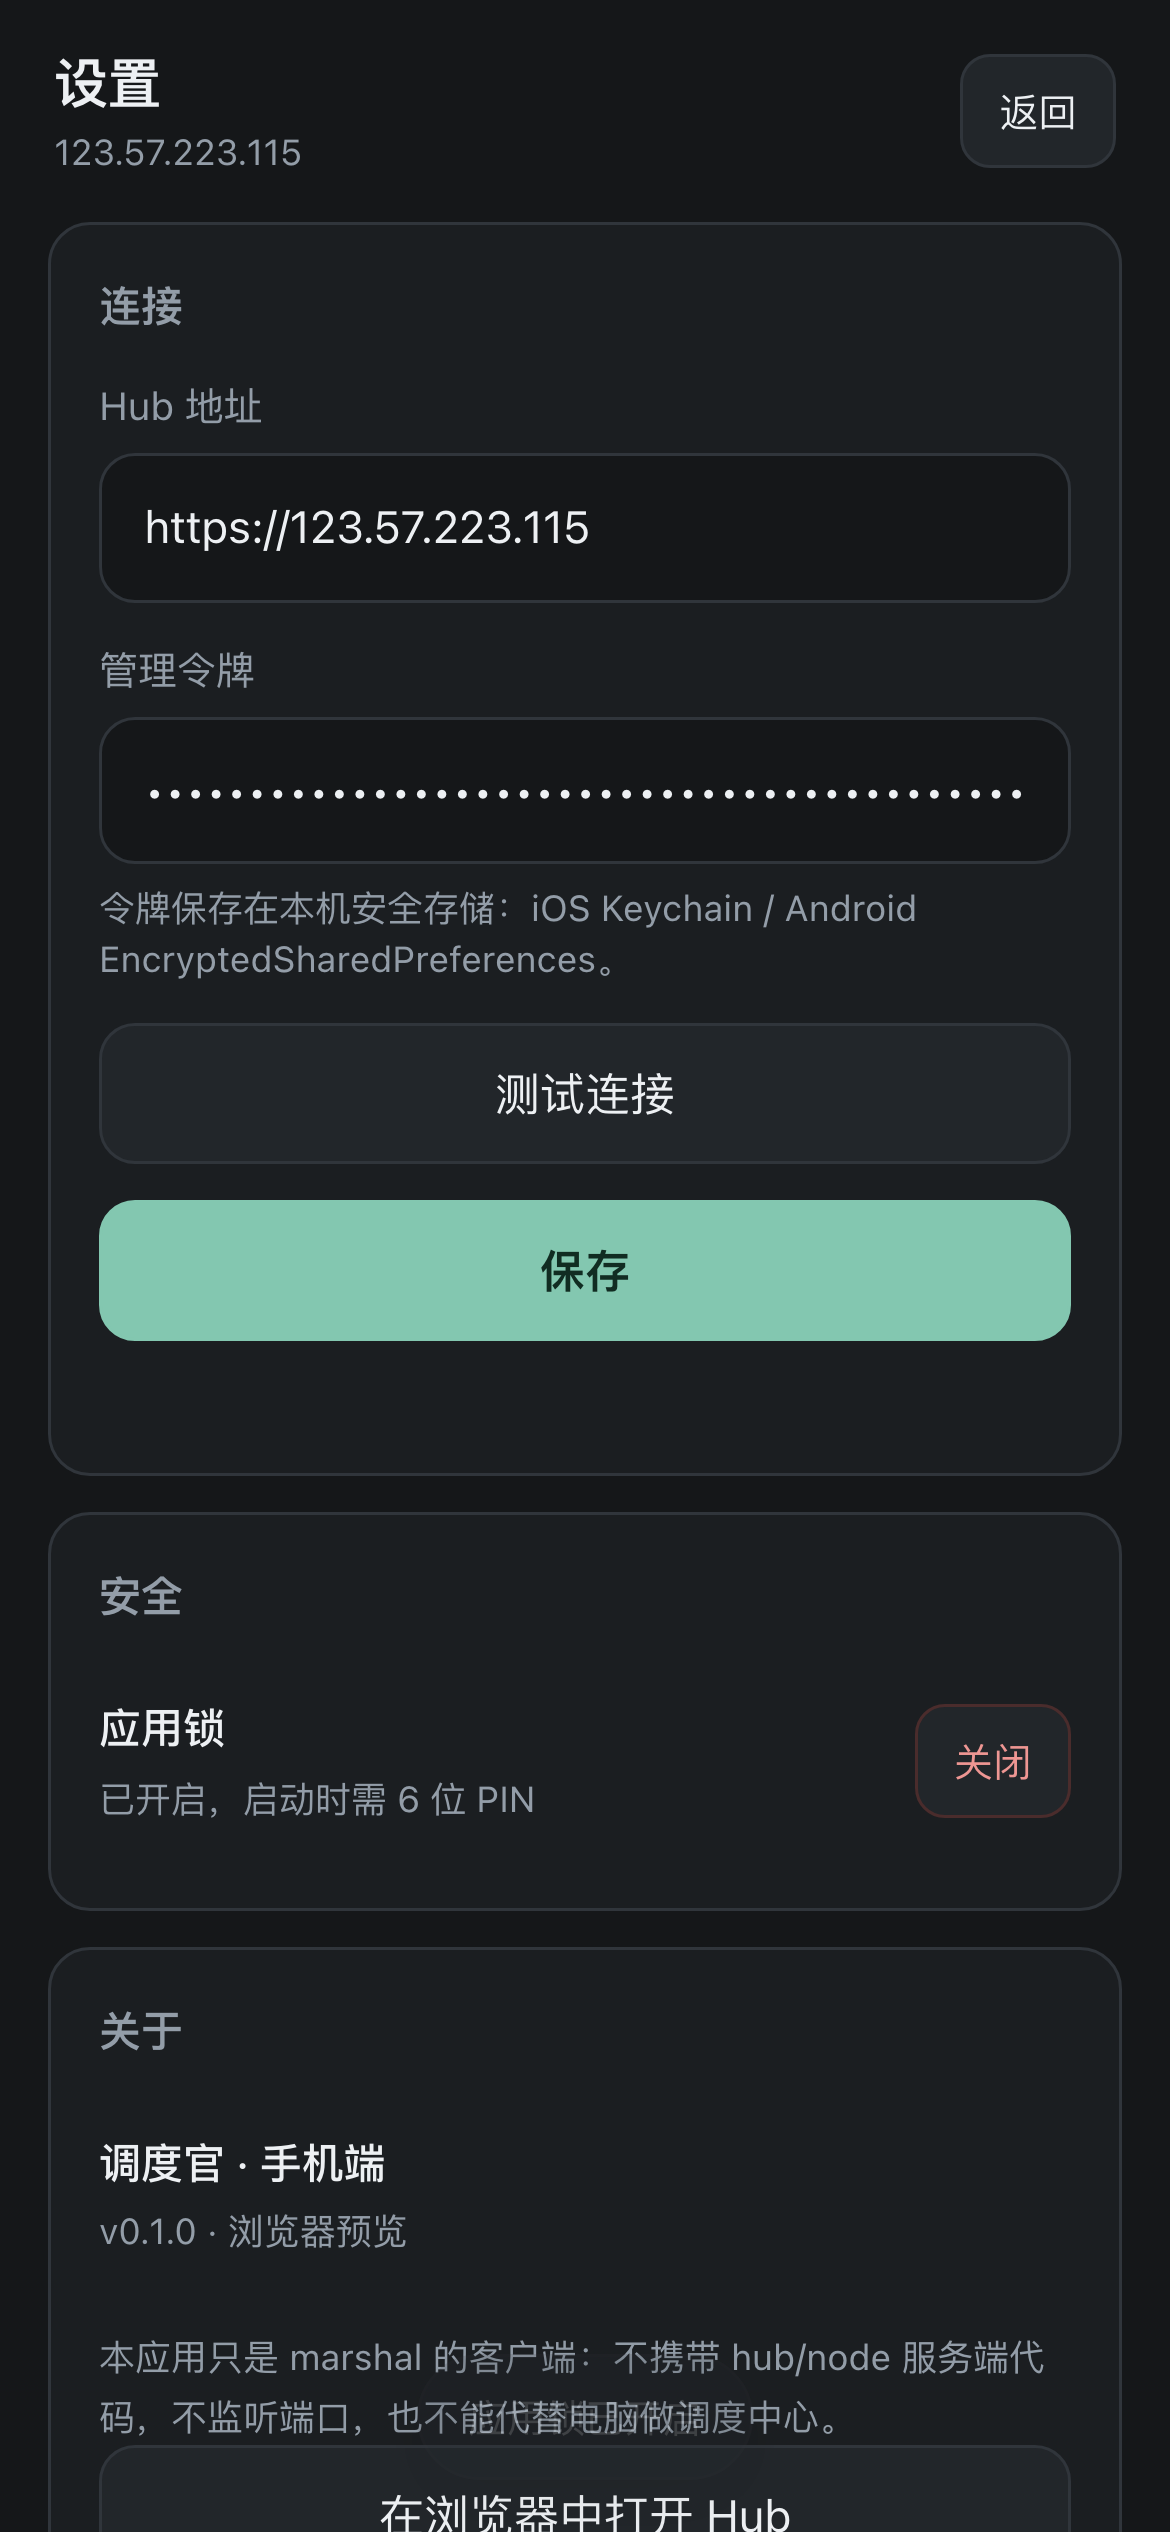 设置
返回
123.57.223.115
连接
Hub 地址
https://123.57.223.115
管理令牌
•••••••••••••••••••••••••••••••••••••••••••
令牌保存在本机安全存储：iOS Keychain / Android
EncryptedSharedPreferences。
测试连接
保存
安全
应用锁
已开启，启动时需 6 位 PIN
关闭
关于
调度官 · 手机端
v0.1.0 · 浏览器预览
本应用只是 marshal 的客户端：不携带 hub/node 服务端代
码，不监听端口，也不能代替电脑做调度中心。
在浏览器中打开 Hub